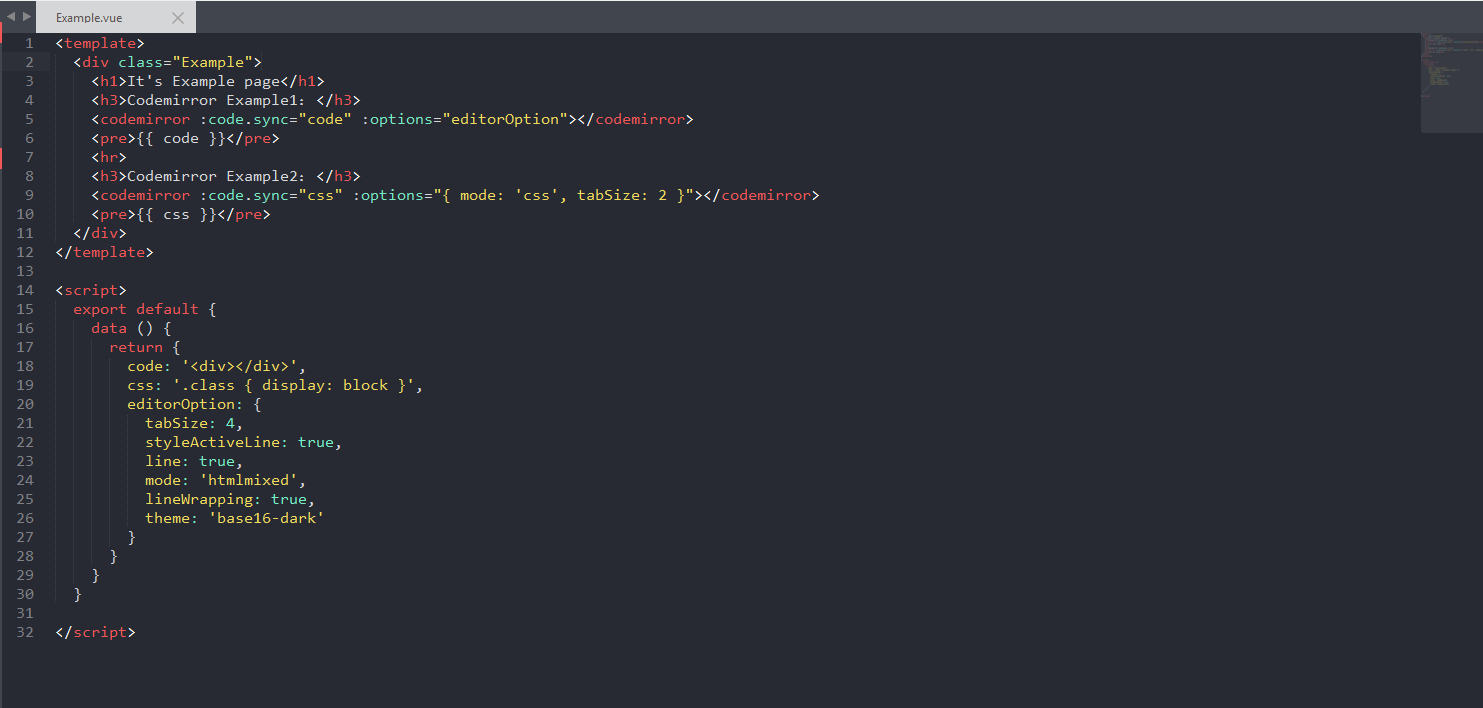 Example.vue
1 <template>
2   <div class="Example">
3     <h1>It's Example page</h1>
4     <h3>Codemirror Example1: </h3>
5     <codemirror :code.sync="code" :options="editorOption"></codemirror>
6     <pre>{{ code }}</pre>
7     <hr>
8     <h3>Codemirror Example2: </h3>
9     <codemirror :code.sync="css" :options="{ mode: 'css', tabSize: 2 }"></codemirror>
10     <pre>{{ css }}</pre>
11   </div>
12 </template>
13
14 <script>
15   export default {
16     data () {
17       return {
18         code: '<div></div>',
19         css: '.class { display: block }',
20         editorOption: {
21           tabSize: 4,
22           styleActiveLine: true,
23           line: true,
24           mode: 'htmlmixed',
25           lineWrapping: true,
26           theme: 'base16-dark'
27         }
28       }
29     }
30   }
31
32 </script>